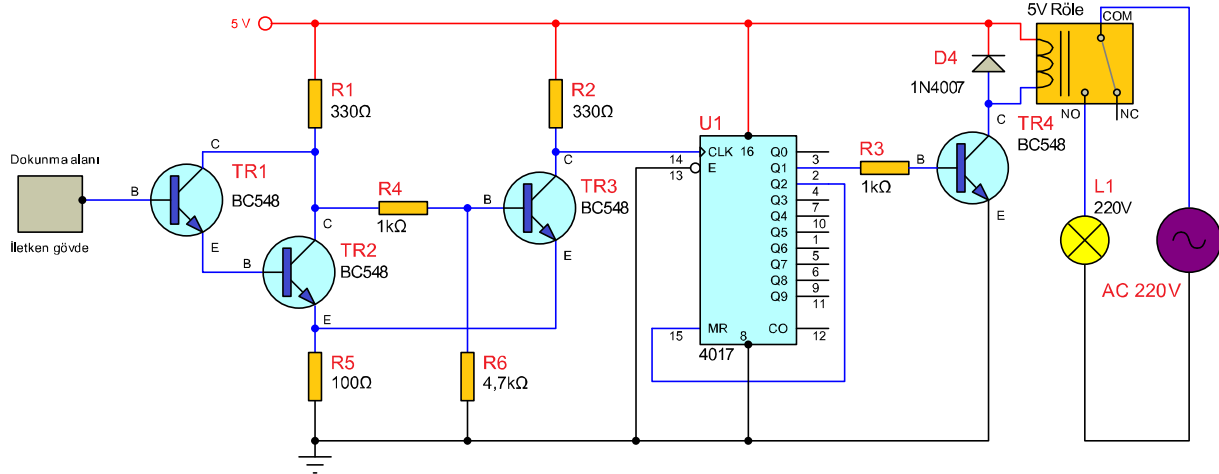 5 V
5V Röle
COM
NO
NC
R1
330Ω
R2
330Ω
D4
1N4007
Dokunma alanı
İletken gövde
B
C
E
TR1
BC548
B
C
E
TR2
BC548
R4
1kΩ
B
C
E
TR3
BC548
U1
CLK
E
14
13
16
Q0
Q1
Q2
Q3
Q4
Q5
Q6
Q7
Q8
Q9
3
2
4
7
10
1
5
6
9
11
MR
15
8
CO
12
4017
R3
1kΩ
B
C
E
TR4
BC548
L1
220V
AC 220V
R5
100Ω
R6
4,7kΩ